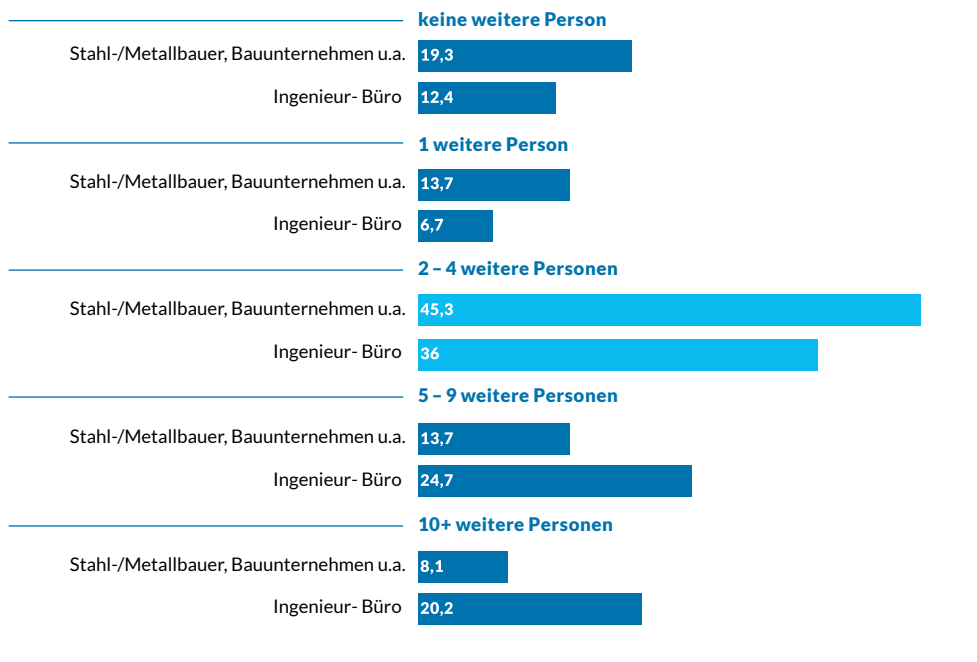 keine weitere Person
Stahl-/Metallbauer, Bauunternehmen u.a. 19,3
Ingenieur- Büro 12,4
1 weitere Person
Stahl-/Metallbauer, Bauunternehmen u.a. 13,7
Ingenieur- Büro 6,7
2 – 4 weitere Personen
Stahl-/Metallbauer, Bauunternehmen u.a. 45,3
Ingenieur- Büro 36
5 – 9 weitere Personen
Stahl-/Metallbauer, Bauunternehmen u.a. 13,7
Ingenieur- Büro 24,7
10+ weitere Personen
Stahl-/Metallbauer, Bauunternehmen u.a. 8,1
Ingenieur- Büro 20,2